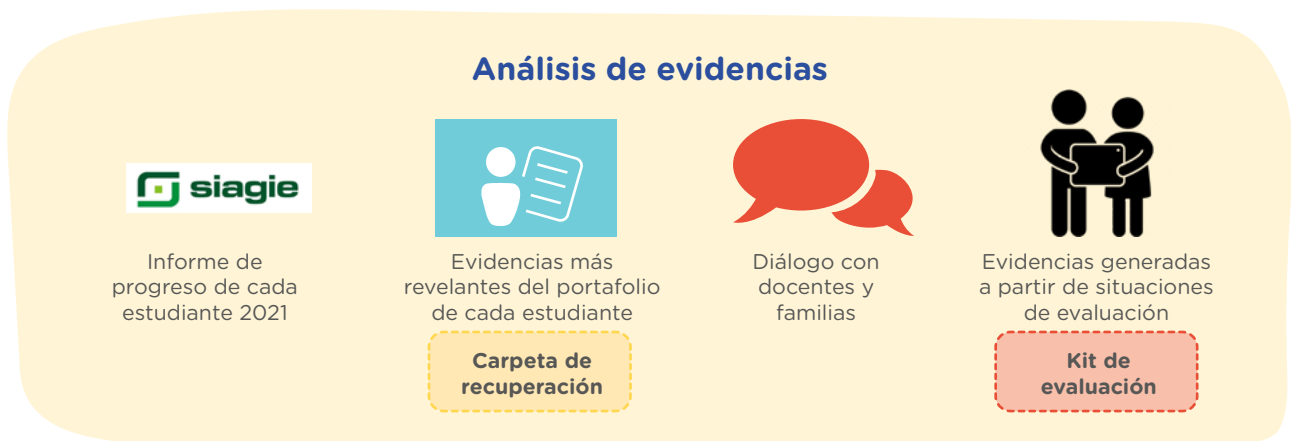 Análisis de evidencias
siagie
Informe de
progreso de cada
estudiante 2021
Evidencias más
revelantes del portafolio
de cada estudiante
Carpeta de
recuperación
Diálogo con
docentes y
familias
Evidencias generadas
a partir de situaciones
de evaluación
Kit de
evaluación